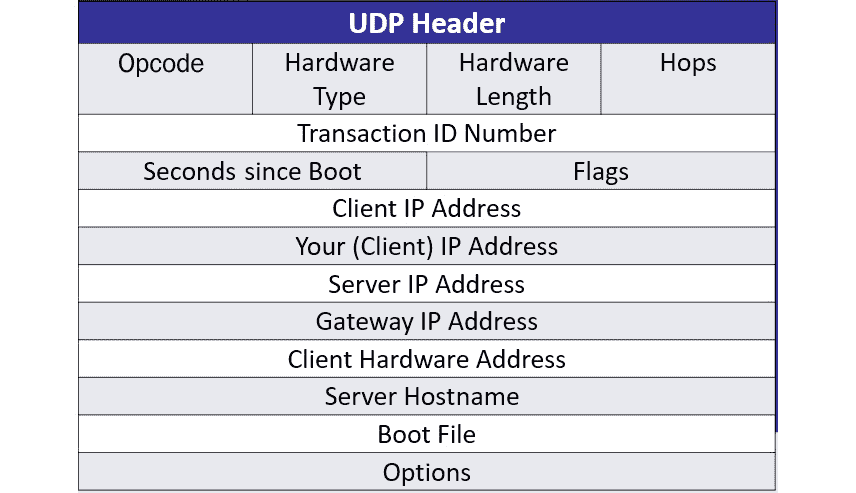 UDP Header
Opcode
Hardware
Type
Hardware
Length
Hops
Transaction ID Number
Seconds since Boot
Flags
Client IP Address
Your (Client) IP Address
Server IP Address
Gateway IP Address
Client Hardware Address
Server Hostname
Boot File
Options